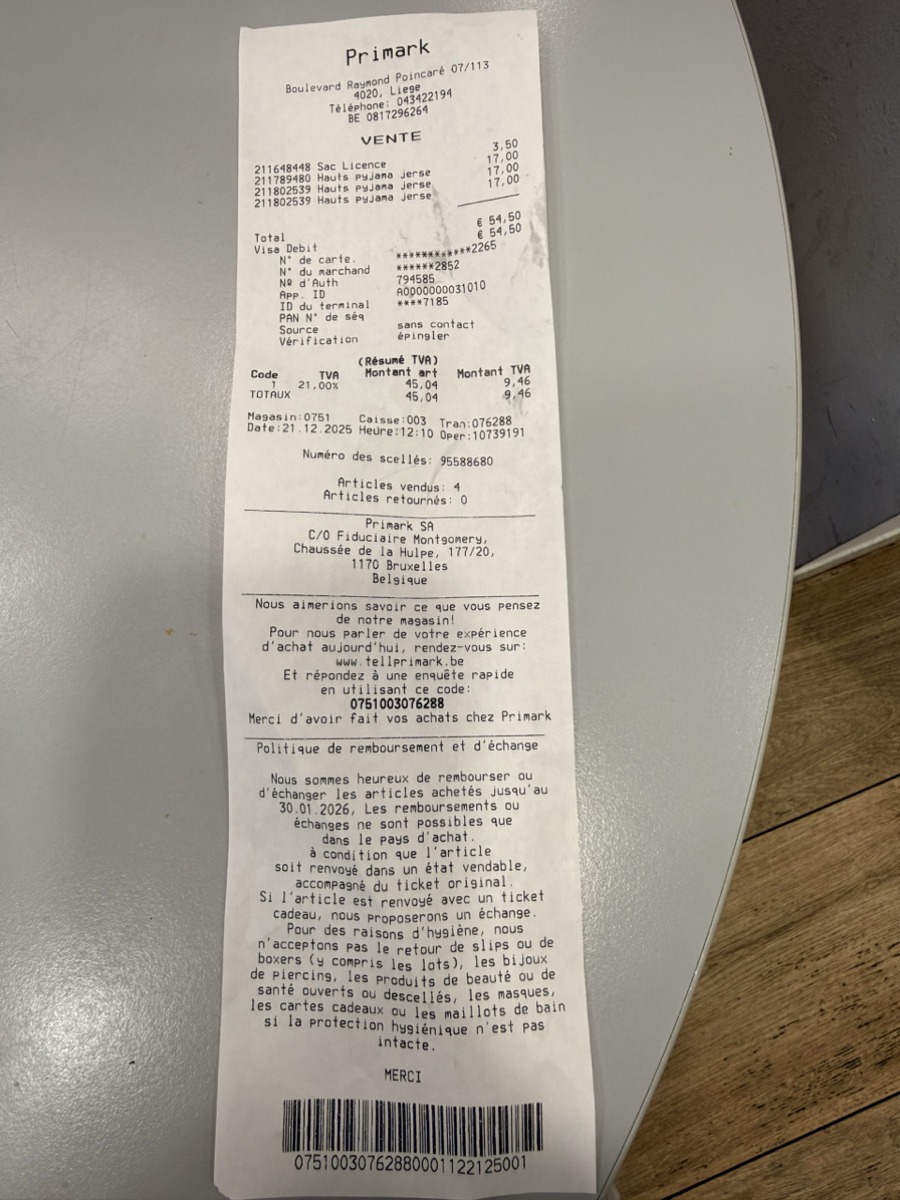 Primark
Boulevard Raymond Poincaré 07/113
4020, Liege
Téléphone: 043422194
BE 0817296264
VENTE
211648448 Sac Licence 3,50
211789480 Hauts pyjama jerse 17,00
211802539 Hauts pyjama jerse 17,00
211802539 Hauts pyjama jerse 17,00
Total € 54,50
Visa Debit € 54,50
N° de carte. ************2265
N° du marchand ******2852
Nº d'Auth 794585
App. ID A0000000031010
ID du terminal ****7185
PAN N° de séq
Source sans contact
Vérification épingler
(Résumé TVA)
Code TVA Montant art Montant TVA
1 21,00% 45,04 9,46
TOTAUX 45,04 9,46
Magasin:0751 Caisse:003 Tran:076288
Date:21.12.2025 Heure:12:10 Oper:10739191
Numéro des scellés: 95588680
Articles vendus: 4
Articles retournés: 0
Primark SA
C/O Fiduciaire Montgomery,
Chaussée de la Hulpe, 177/20,
1170 Bruxelles
Belgique
Nous aimerions savoir ce que vous pensez
de notre magasin!
Pour nous parler de votre expérience
d'achat aujourd'hui, rendez-vous sur:
www.tellprimark.be
Et répondez à une enquête rapide
en utilisant ce code:
0751003076288
Merci d'avoir fait vos achats chez Primark
Politique de remboursement et d'échange
Nous sommes heureux de rembourser ou
d'échanger les articles achetés jusqu'au
30.01.2026, Les remboursements ou
échanges ne sont possibles que
dans le pays d'achat.
à condition que l'article
soit renvoyé dans un état vendable,
accompagné du ticket original.
Si l'article est renvoyé avec un ticket
cadeau, nous proposerons un échange.
Pour des raisons d'hygiène, nous
n'acceptons pas le retour de slips ou de
boxers (y compris les lots), les bijoux
de piercing, les produits de beauté ou de
santé ouverts ou descellés, les masques,
les cartes cadeaux ou les maillots de bain
si la protection hygiénique n'est pas
intacte.
MERCI
07510030762880001122125001